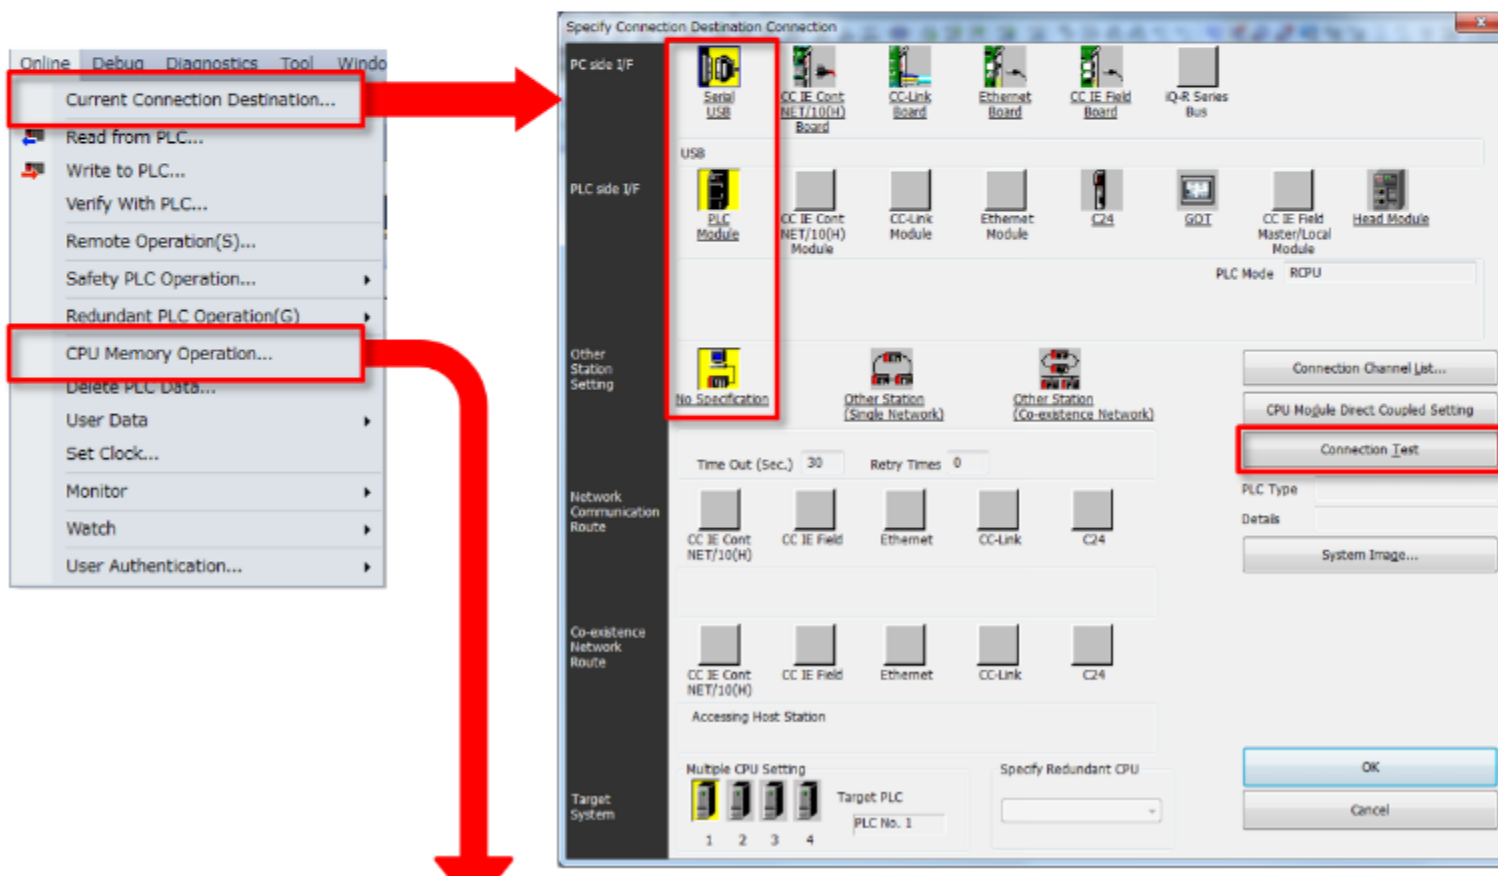 Online Debug Diagnostics Tool Windo
Current Connection Destination...
Read from PLC...
Write to PLC...
Verify With PLC...
Remote Operation(S)...
Safety PLC Operation...
Redundant PLC Operation(G)
CPU Memory Operation...
Delete PLC Data...
User Data
Set Clock...
Monitor
Watch
User Authentication...
Specify Connection Destination Connection
PC side I/F
Serial
USB
CC IE Cont
NET/10(H)
Board
CC-Link
Board
Ethernet
Board
CC IE Field
Board
iQ-R Series
Bus
USB
PLC side I/F
PLC
Module
CC IE Cont
NET/10(H)
Module
CC-Link
Module
Ethernet
Module
C24
GOT
CC IE Field
Master/Local
Module
Head Module
PLC Mode RCPU
Other
Station
Setting
No Specification
Other Station
(Single Network)
Other Station
(Co-existence Network)
Connection Channel List...
CPU Module Direct Coupled Setting
Connection Test
Time Out (Sec.) 30 Retry Times 0
PLC Type
Details
System Image...
Network
Communication
Route
CC IE Cont
NET/10(H)
CC IE Field
Ethernet
CC-Link
C24
Co-existence
Network
Route
CC IE Cont
NET/10(H)
CC IE Field
Ethernet
CC-Link
C24
Accessing Host Station
Target
System
Multiple CPU Setting
1 2 3 4
Target PLC
PLC No. 1
Specify Redundant CPU
OK
Cancel